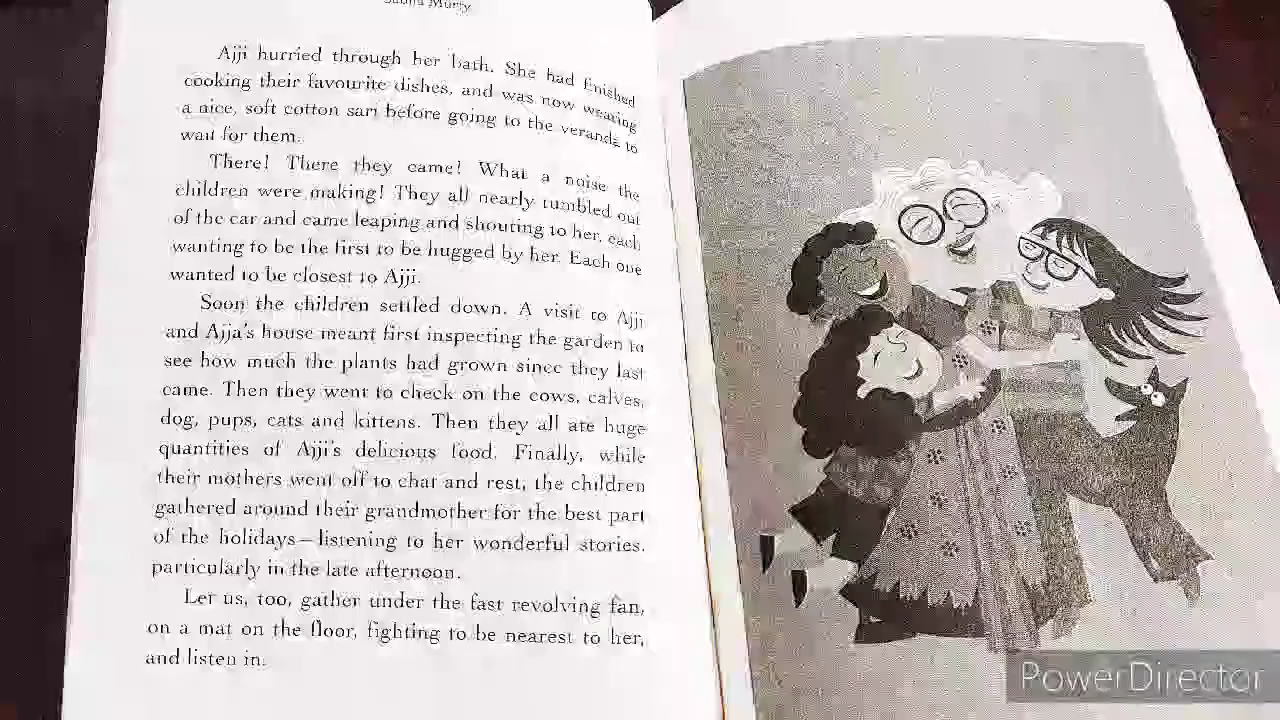 Sudha Murty
Ajji hurried through her bath. She had finished
cooking their favourite dishes, and was now wearing
a nice, soft cotton sari before going to the veranda to
wait for them.
There! There they came! What a noise the
children were making! They all nearly tumbled out
of the car and came leaping and shouting to her, each
wanting to be the first to be hugged by her. Each one
wanted to be closest to Ajji.
Soon the children settled down. A visit to Ajji
and Ajja's house meant first inspecting the garden to
see how much the plants had grown since they last
came. Then they went to check on the cows, calves,
dog, pups, cats and kittens. Then they all ate huge
quantities of Ajji's delicious food. Finally, while
their mothers went off to chat and rest, the children
gathered around their grandmother for the best part
of the holidays—listening to her wonderful stories,
particularly in the late afternoon.
Let us, too, gather under the fast revolving fan,
on a mat on the floor, fighting to be nearest to her,
and listen in.
PowerDirector